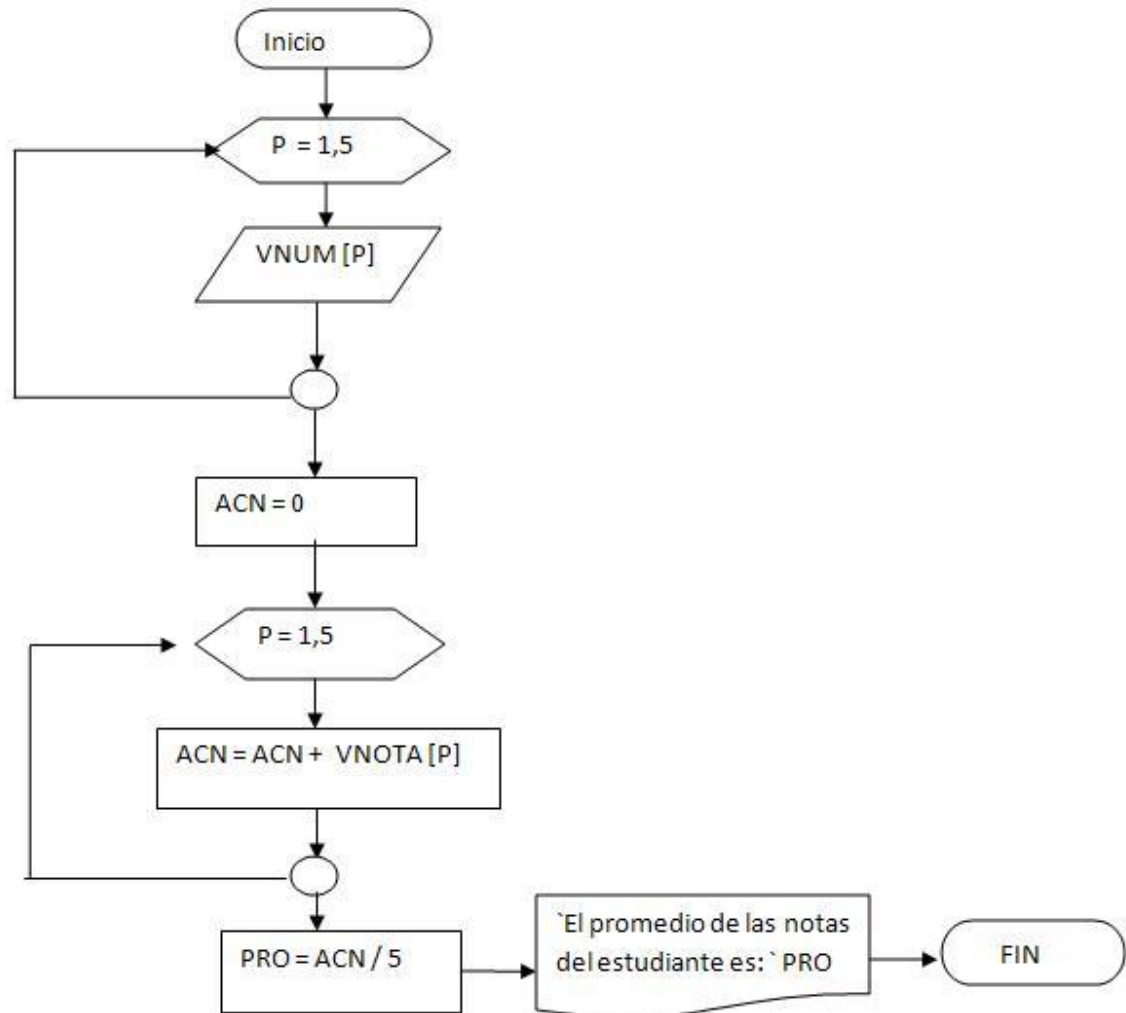 Inicio
P = 1,5
VNUM [P]
ACN = 0
P = 1,5
ACN = ACN + VNOTA [P]
PRO = ACN / 5
`El promedio de las notas
del estudiante es: ` PRO
FIN